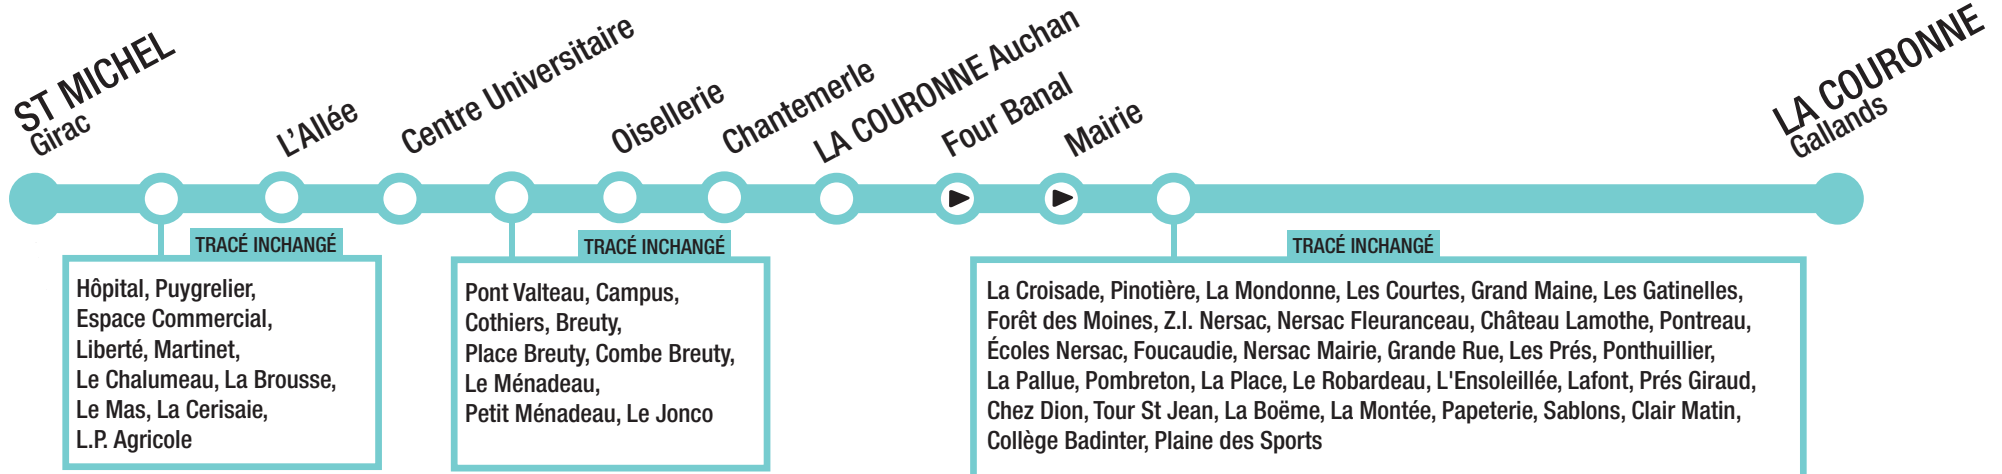 ST MICHEL
Girac
L'Allée
Centre Universitaire
Oisellerie
Chantemerle
LA COURONNE Auchan
Four Banal
Mairie
LA COURONNE
Gallands
TRACÉ INCHANGÉ
Hôpital, Puygrelier,
Espace Commercial,
Liberté, Martinet,
Le Chalumeau, La Brousse,
Le Mas, La Cerisaie,
L.P. Agricole
TRACÉ INCHANGÉ
Pont Valteau, Campus,
Cothiers, Breuty,
Place Breuty, Combe Breuty,
Le Ménadeau,
Petit Ménadeau, Le Jonco
TRACÉ INCHANGÉ
La Croisade, Pinotière, La Mondonne, Les Courtes, Grand Maine, Les Gatinelles,
Forêt des Moines, Z.I. Nersac, Nersac Fleuranceau, Château Lamothe, Pontreau,
Écoles Nersac, Foucaudie, Nersac Mairie, Grande Rue, Les Prés, Ponthuillier,
La Pallue, Pombreton, La Place, Le Robardeau, L'Ensoleillée, Lafont, Prés Giraud,
Chez Dion, Tour St Jean, La Boëme, La Montée, Papeterie, Sablons, Clair Matin,
Collège Badinter, Plaine des Sports